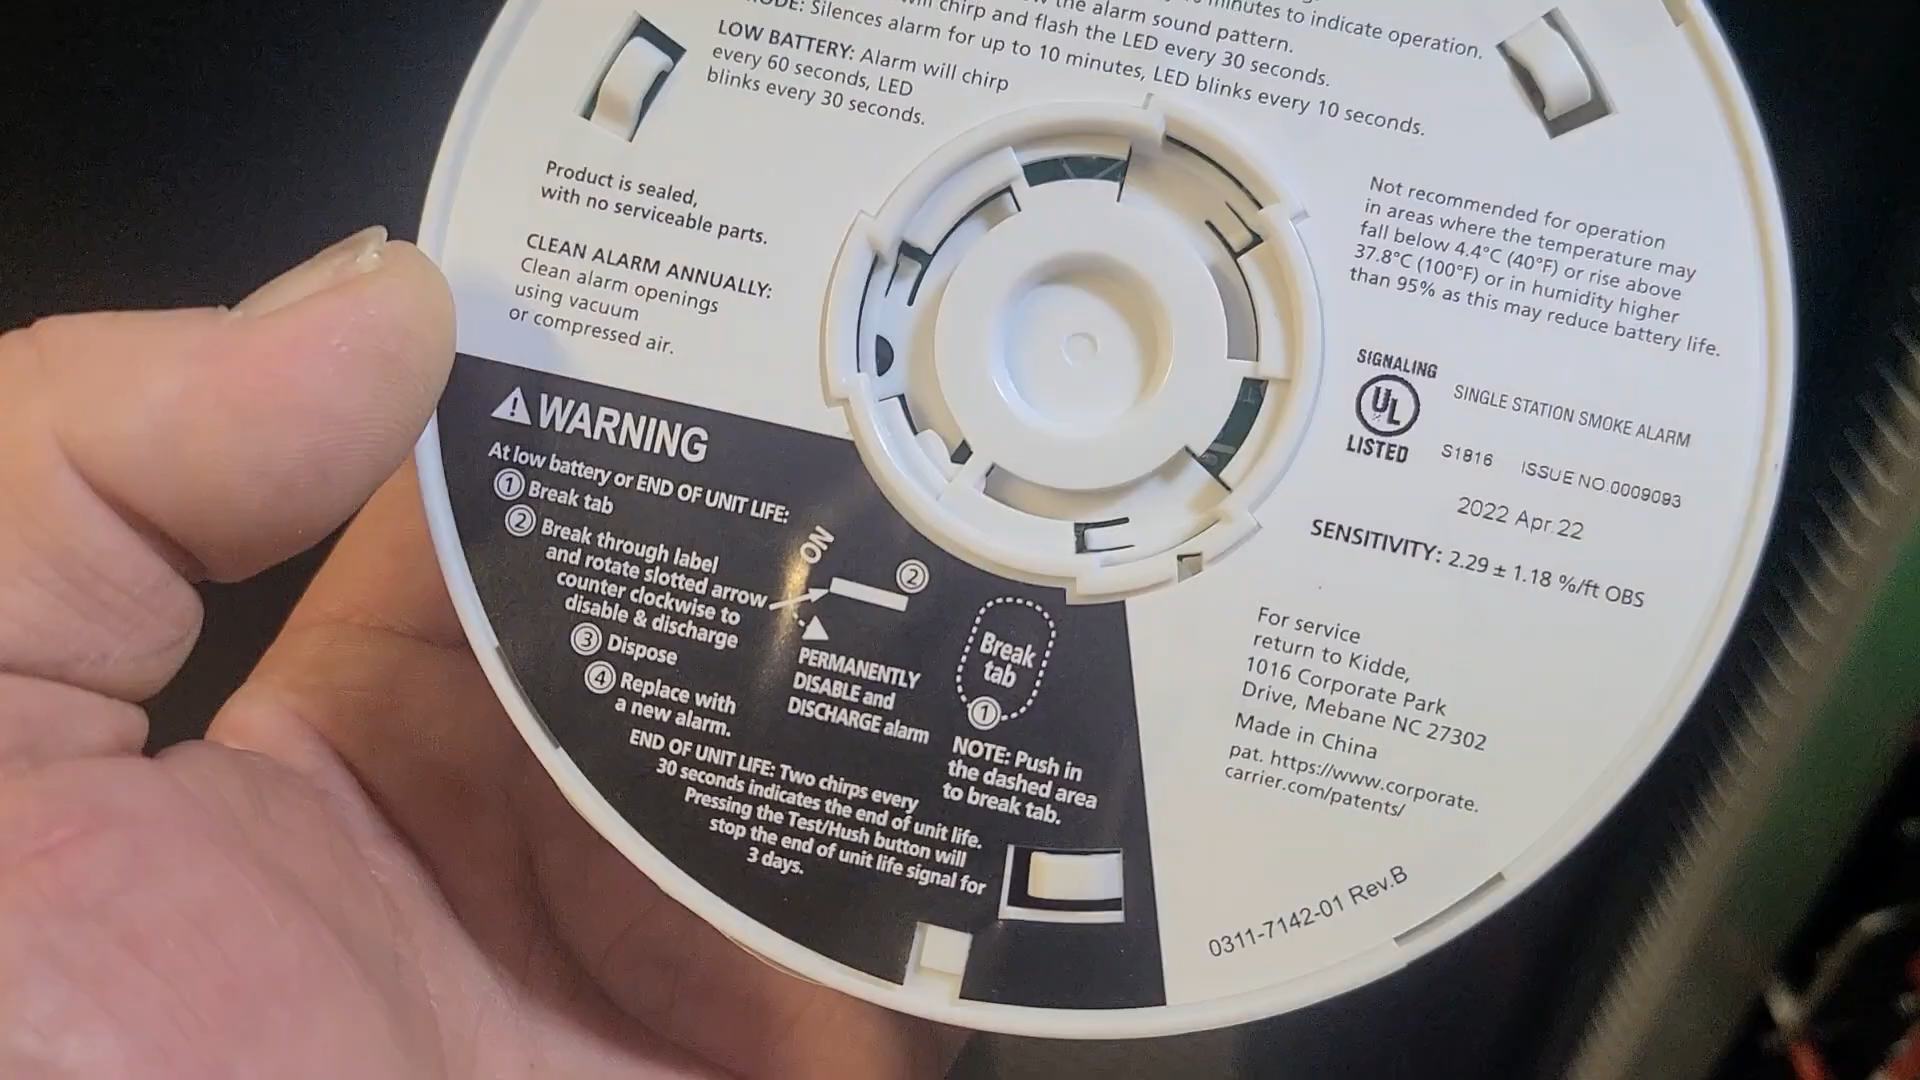 minutes to indicate operation.
the alarm sound pattern.
will chirp and flash the LED every 30 seconds.
Silences alarm for up to 10 minutes, LED blinks every 10 seconds.
LOW BATTERY: Alarm will chirp
every 60 seconds, LED
blinks every 30 seconds.
Product is sealed,
with no serviceable parts.
CLEAN ALARM ANNUALLY:
Clean alarm openings
using vacuum
or compressed air.
WARNING
At low battery or END OF UNIT LIFE:
1 Break tab
2 Break through label
and rotate slotted arrow
counter clockwise to
disable & discharge
3 Dispose
4 Replace with
a new alarm.
ON
2
PERMANENTLY
DISABLE and
DISCHARGE alarm
Break
tab
1
NOTE: Push in
the dashed area
to break tab.
END OF UNIT LIFE: Two chirps every
30 seconds indicates the end of unit life.
Pressing the Test/Hush button will
stop the end of unit life signal for
3 days.
Not recommended for operation
in areas where the temperature may
fall below 4.4°C (40°F) or rise above
37.8°C (100°F) or in humidity higher
than 95% as this may reduce battery life.
SIGNALING
UL
LISTED
SINGLE STATION SMOKE ALARM
S1816 ISSUE NO.0009093
2022 Apr.22
SENSITIVITY: 2.29 ± 1.18 %/ft OBS
For service
return to Kidde,
1016 Corporate Park
Drive, Mebane NC 27302
Made in China
pat. https://www.corporate.
carrier.com/patents/
0311-7142-01 Rev.B